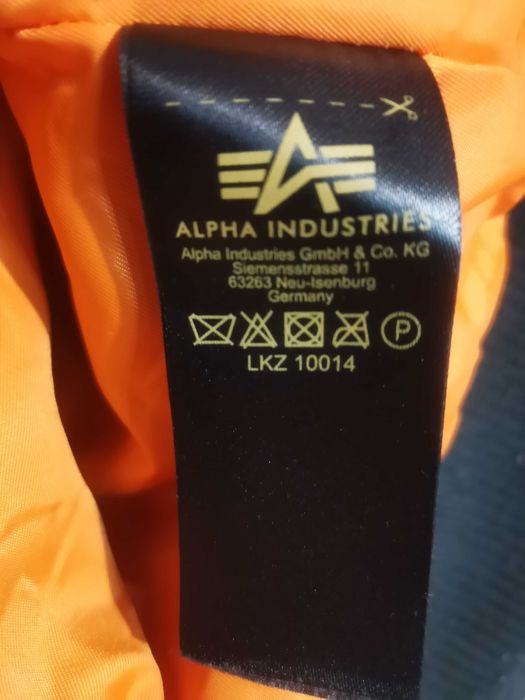 ALPHA INDUSTRIES
Alpha Industries GmbH & Co. KG
Siemensstrasse 11
63263 Neu-Isenburg
Germany
P
LKZ 10014